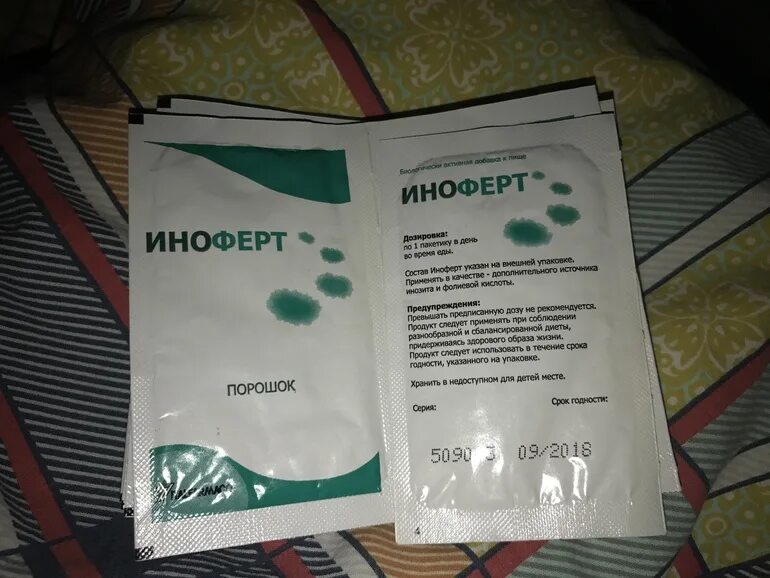 ИНОФЕРТ
ПОРОШОК
ITALFARMACO
Биологически активная добавка к пище
ИНОФЕРТ
Дозировка:
по 1 пакетику в день
во время еды.
Состав Иноферт указан на внешней упаковке.
Применять в качестве - дополнительного источника
инозита и фолиевой кислоты.
Предупреждения:
Превышать предписанную дозу не рекомендуется.
Продукт следует применять при соблюдении
разнообразной и сбалансированной диеты,
придерживаясь здорового образа жизни.
Продукт следует использовать в течение срока
годности, указанного на упаковке.
Хранить в недоступном для детей месте.
Серия: Срок годности:
09/2018
4